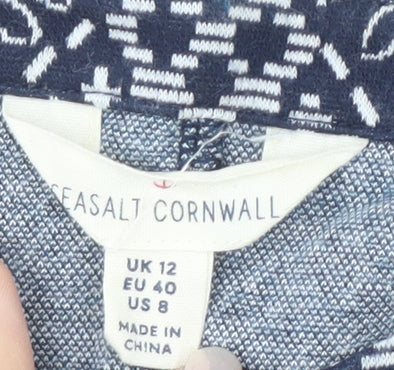 SEASALT CORNWALL
UK 12
EU 40
US 8
MADE IN
CHINA